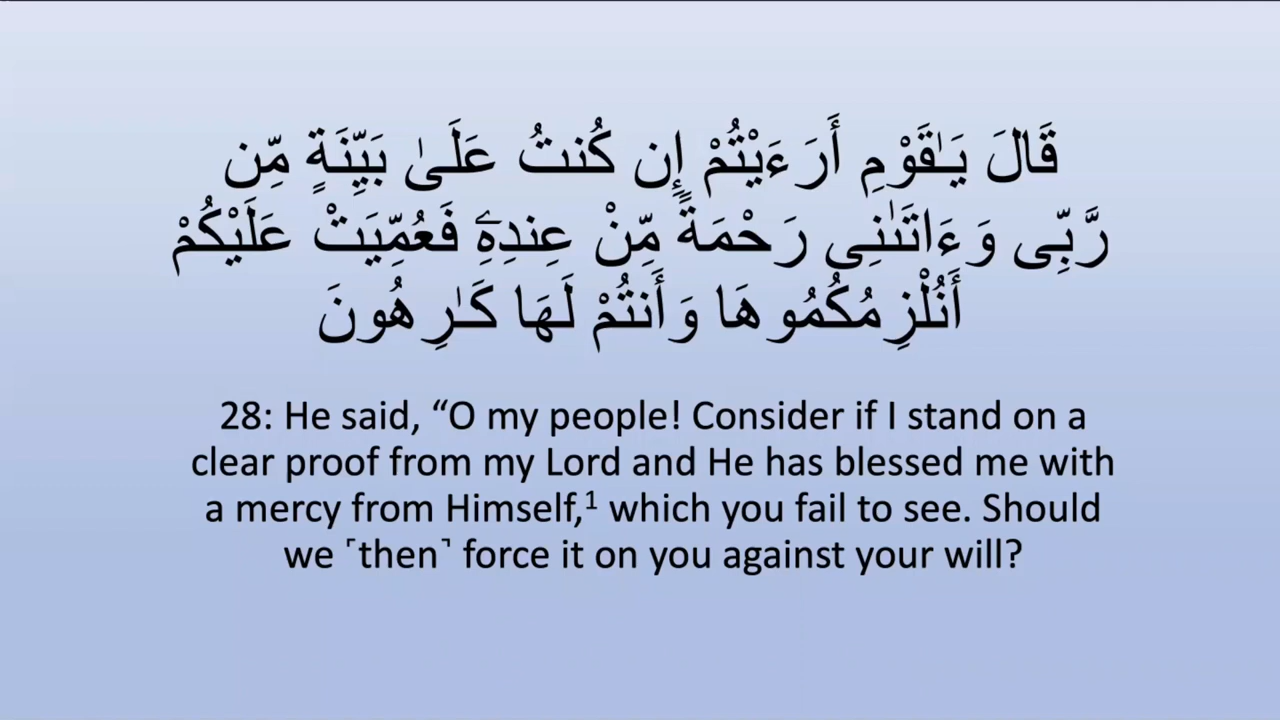 قَالَ يَـٰقَوْمِ أَرَءَيْتُمْ إِن كُنتُ عَلَىٰ بَيِّنَةٍ مِّن
رَّبِّى وَءَاتَىٰنِى رَحْمَةً مِّنْ عِندِهِۦ فَعُمِّيَتْ عَلَيْكُمْ
أَنُلْزِمُكُمُوهَا وَأَنتُمْ لَهَا كَـٰرِهُونَ
28: He said, “O my people! Consider if I stand on a
clear proof from my Lord and He has blessed me with
a mercy from Himself,¹ which you fail to see. Should
we ˹then˺ force it on you against your will?